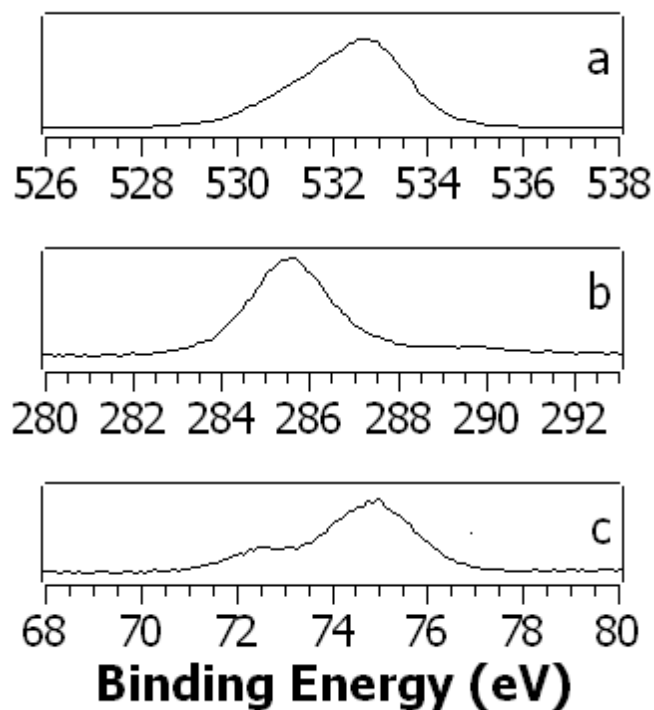 a
526 528 530 532 534 536 538
b
280 282 284 286 288 290 292
c
68 70 72 74 76 78 80
Binding Energy (eV)